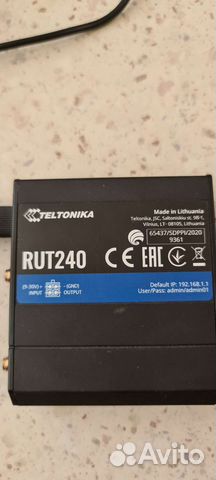 TELTONIKA
Made in Lithuania
Teltonika, JSC, Saltoniskiu st. 9B-1,
Vilnius, LT- 08105, Lithuania
65437/SDPPI/2020
9361
RUT240
CE EAC
(9-30V) + - (GND)
INPUT OUTPUT
Default IP: 192.168.1.1
User/Pass: admin/admin01
Avito